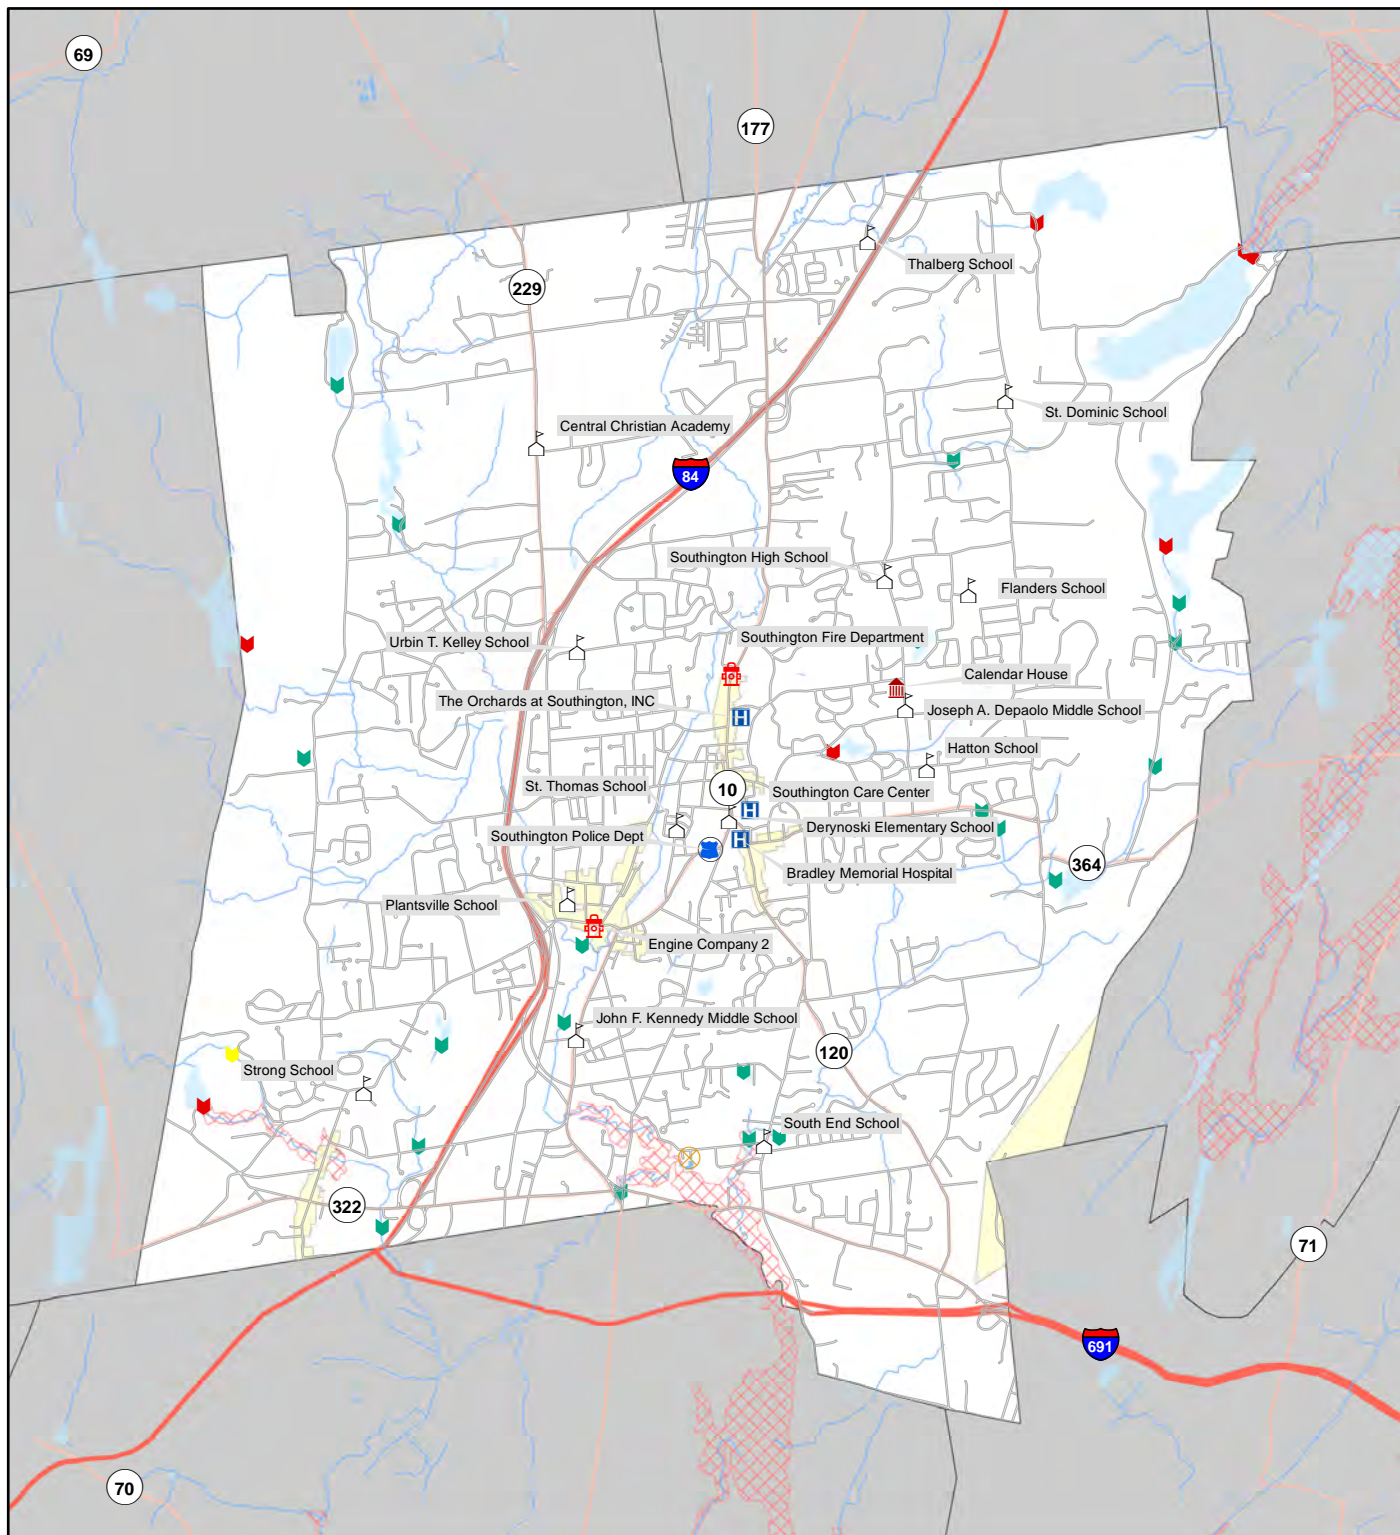 69
177
Thalberg School
229
St. Dominic School
Central Christian Academy
84
Southington High School
Flanders School
Southington Fire Department
Urbin T. Kelley School
Calendar House
The Orchards at Southington, INC
Joseph A. Depaolo Middle School
H
Hatton School
St. Thomas School
10
Southington Care Center
H
Derynoski Elementary School
Southington Police Dept
H
364
Bradley Memorial Hospital
Plantsville School
Engine Company 2
John F. Kennedy Middle School
120
Strong School
South End School
322
71
691
70